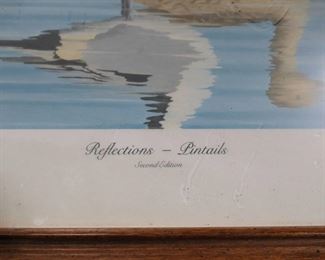 Reflections – Pintails
Second Edition